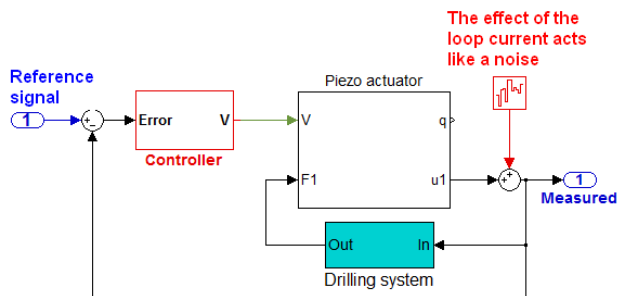 The effect of the
loop current acts
like a noise
Reference
signal
Piezo actuator
1
Error
V
V
q
Controller
F1
u1
1
Measured
Out
In
Drilling system